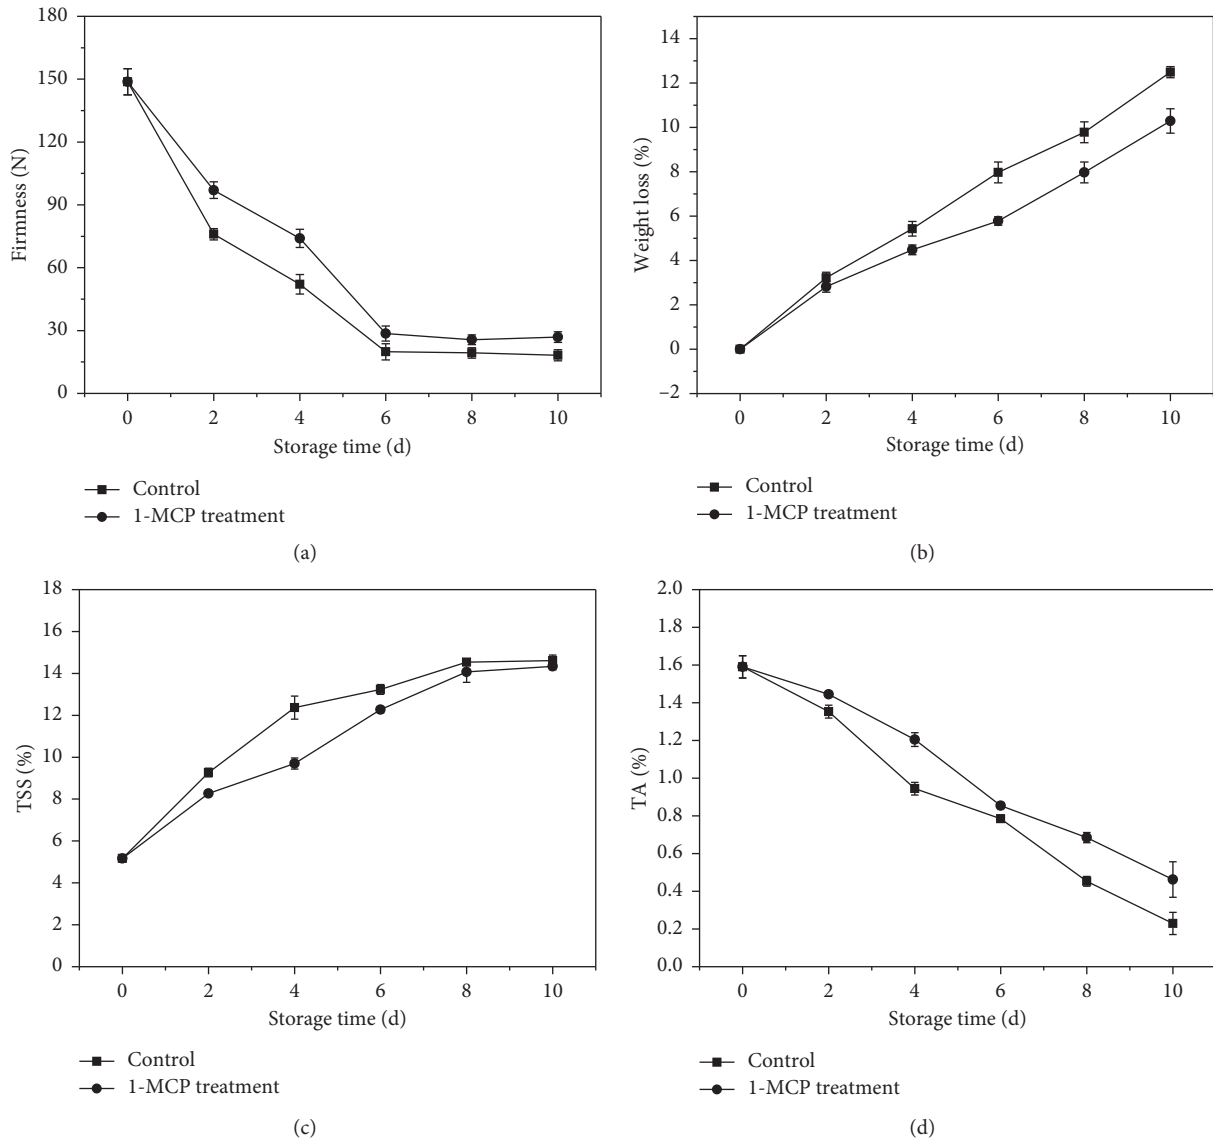 180
150
120
90
60
30
0
Firmness (N)
0 2 4 6 8 10
Storage time (d)
Control
1-MCP treatment
(a)
14
12
10
8
6
4
2
0
−2
Weight loss (%)
0 2 4 6 8 10
Storage time (d)
Control
1-MCP treatment
(b)
18
16
14
12
10
8
6
4
2
0
TSS (%)
0 2 4 6 8 10
Storage time (d)
Control
1-MCP treatment
(c)
2.0
1.8
1.6
1.4
1.2
1.0
0.8
0.6
0.4
0.2
0.0
TA (%)
0 2 4 6 8 10
Storage time (d)
Control
1-MCP treatment
(d)